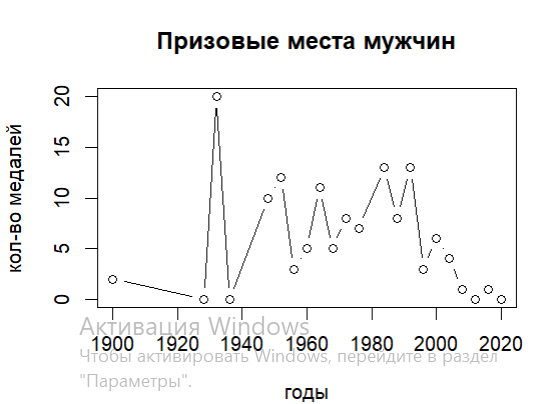 Призовые места мужчин
кол-во медалей
20
15
10
5
0
1900 1920 1940 1960 1980 2000 2020
годы
Активация Windows
Чтобы активировать Windows, перейдите в раздел
"Параметры".